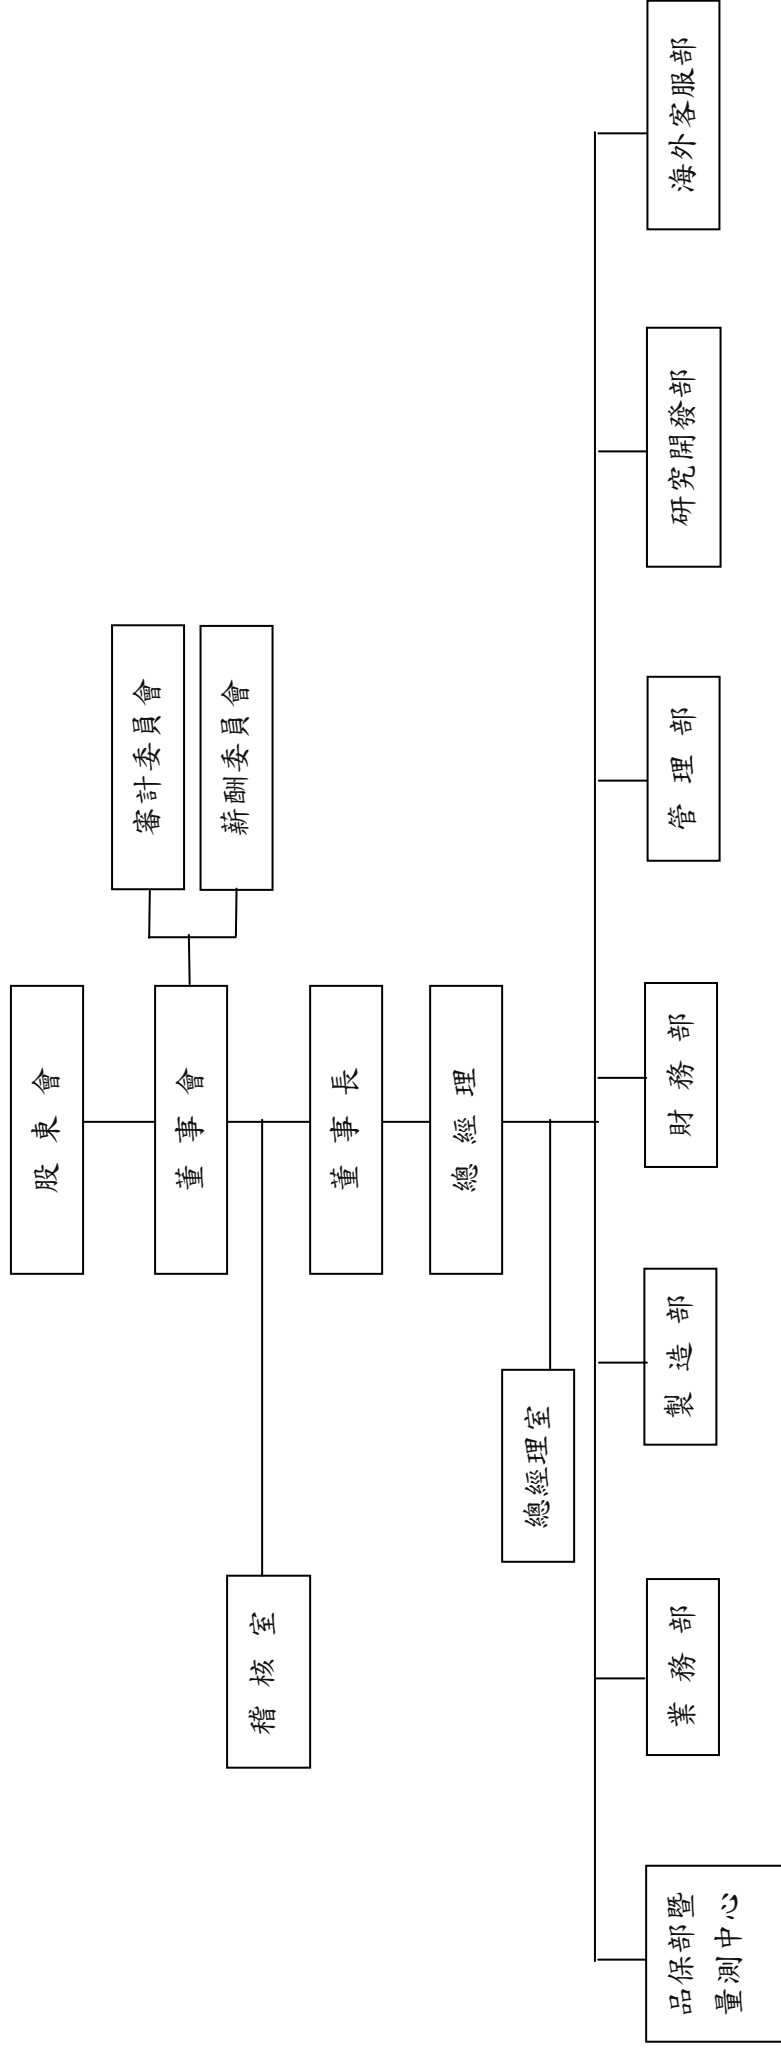 股東會
審計委員會
董事會
薪酬委員會
稽核室
董事長
總經理
總經理室
品保部暨
量測中心
業務部
製造部
財務部
管理部
研究開發部
海外客服部